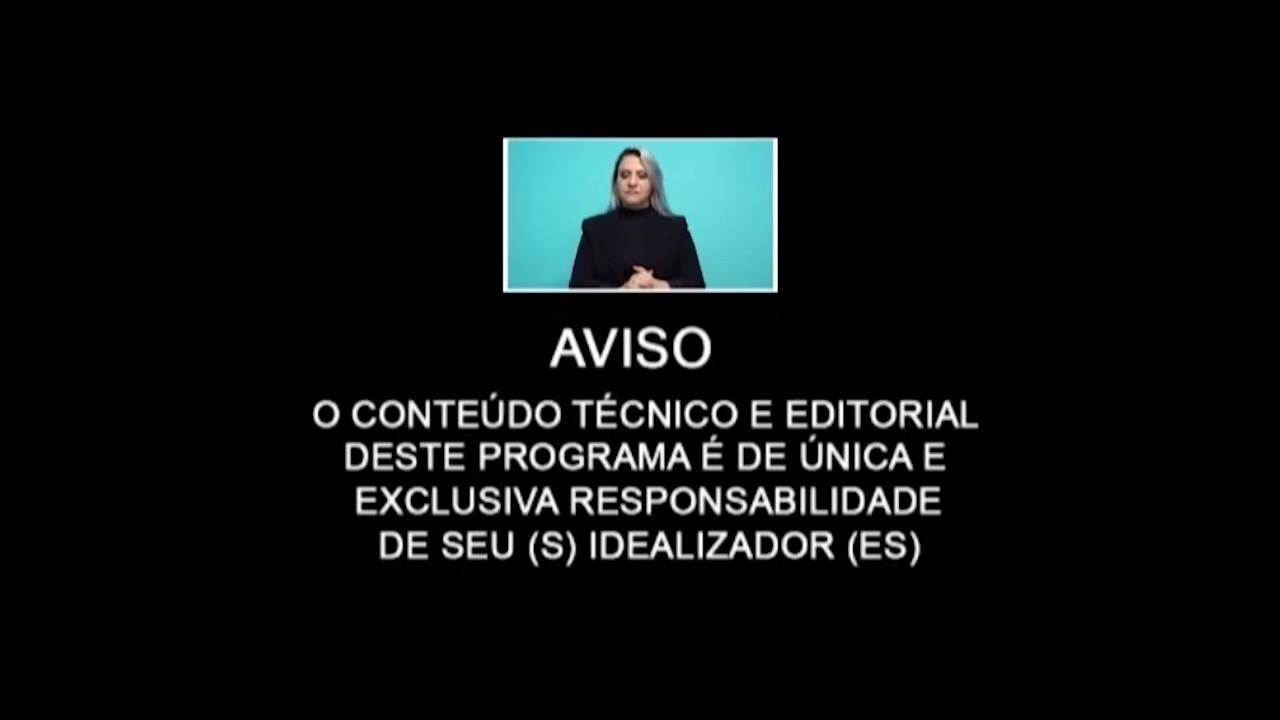 AVISO
O CONTEÚDO TÉCNICO E EDITORIAL
DESTE PROGRAMA É DE ÚNICA E
EXCLUSIVA RESPONSABILIDADE
DE SEU (S) IDEALIZADOR (ES)